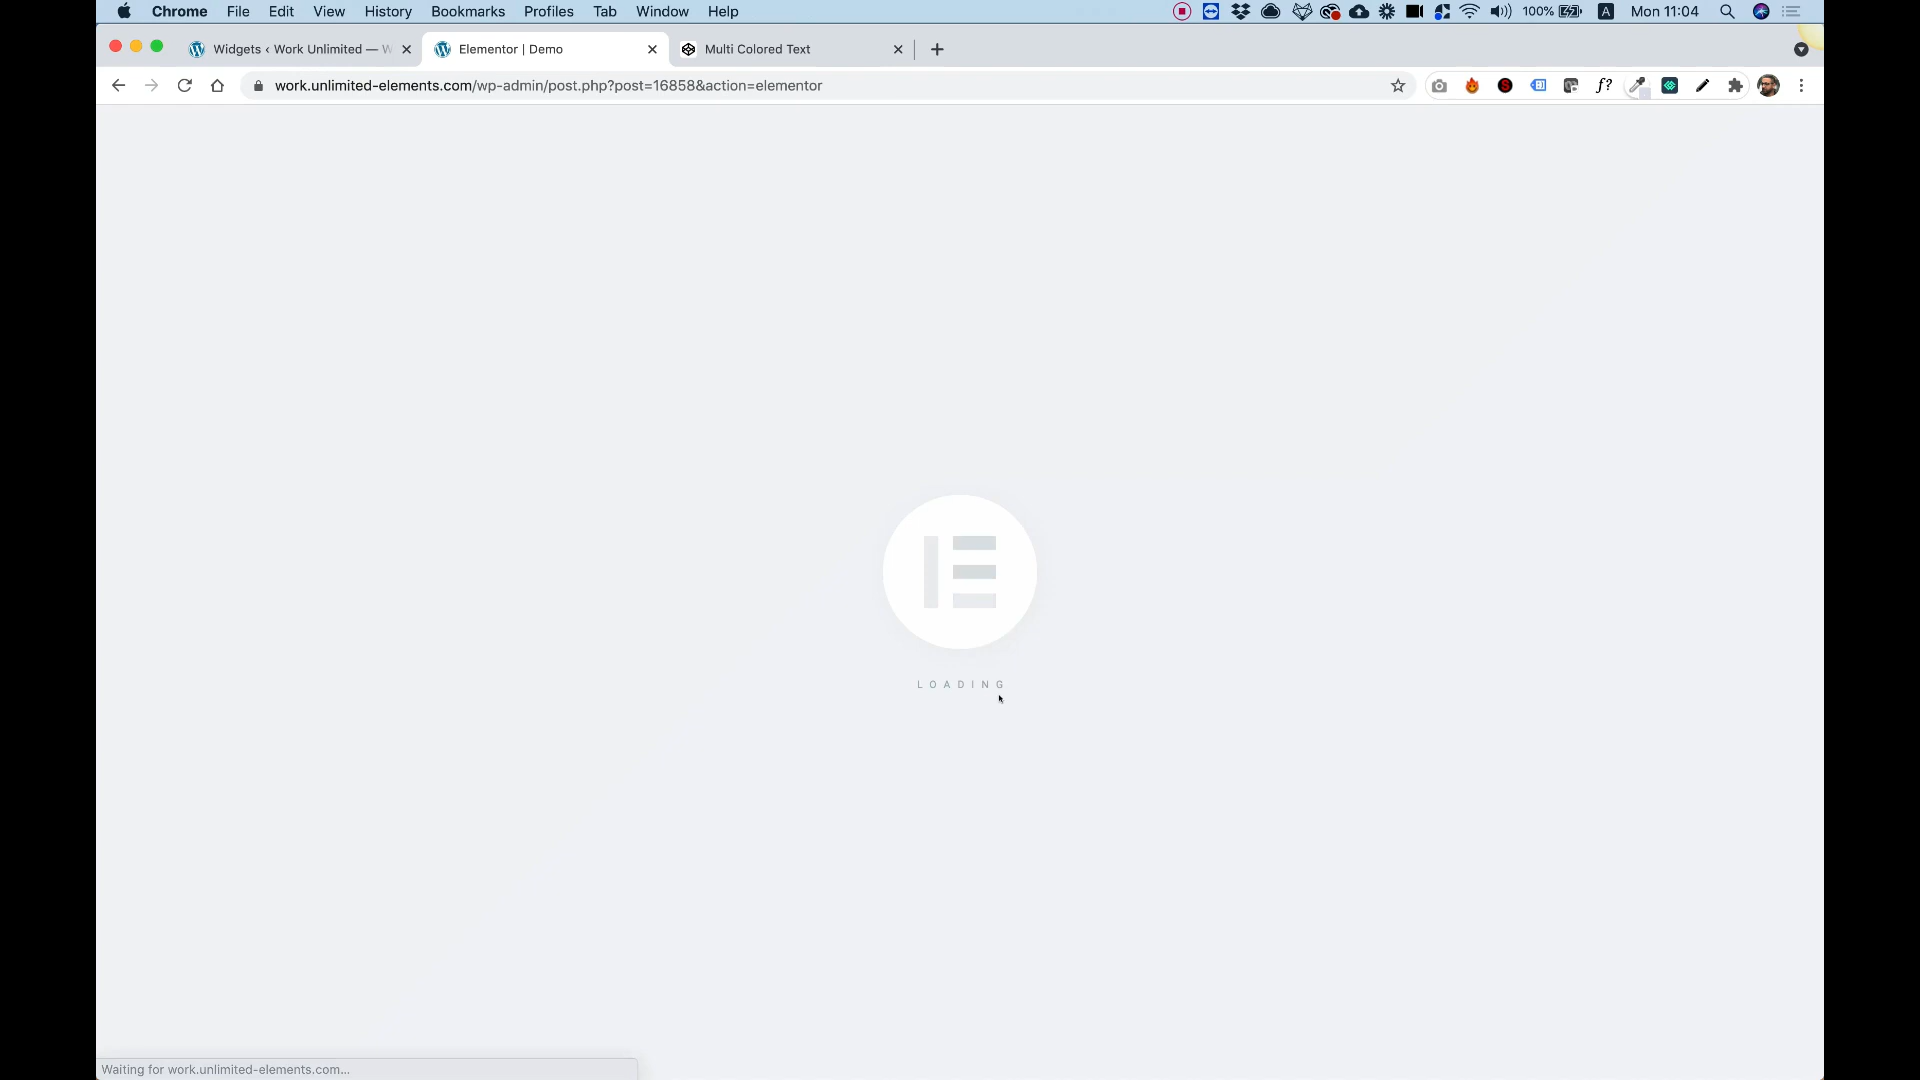 Chrome File Edit View History Bookmarks Profiles Tab Window Help 100% A Mon 11:04
Widgets ‹ Work Unlimited — W Elementor | Demo Multi Colored Text
work.unlimited-elements.com/wp-admin/post.php?post=16858&action=elementor f?
LOADING
Waiting for work.unlimited-elements.com...